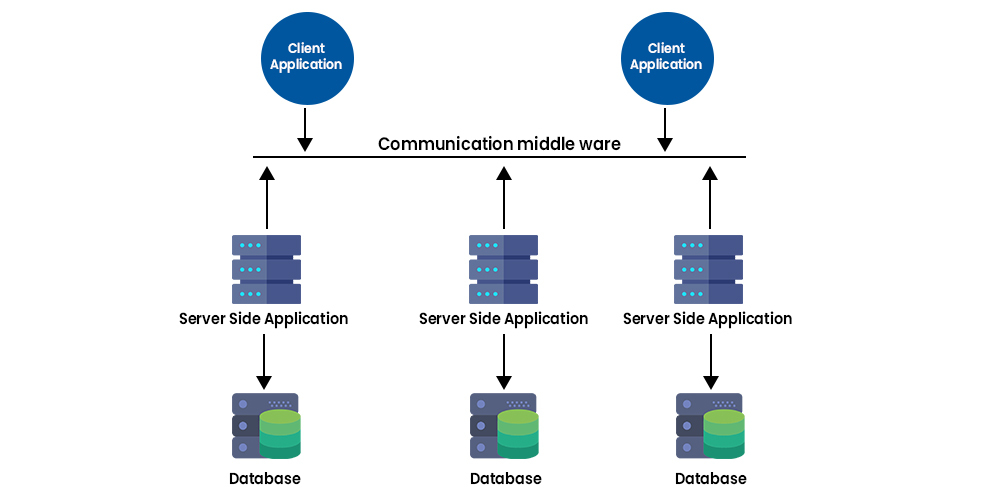 Client
Application
Client
Application
Communication middle ware
Server Side Application
Server Side Application
Server Side Application
Database
Database
Database